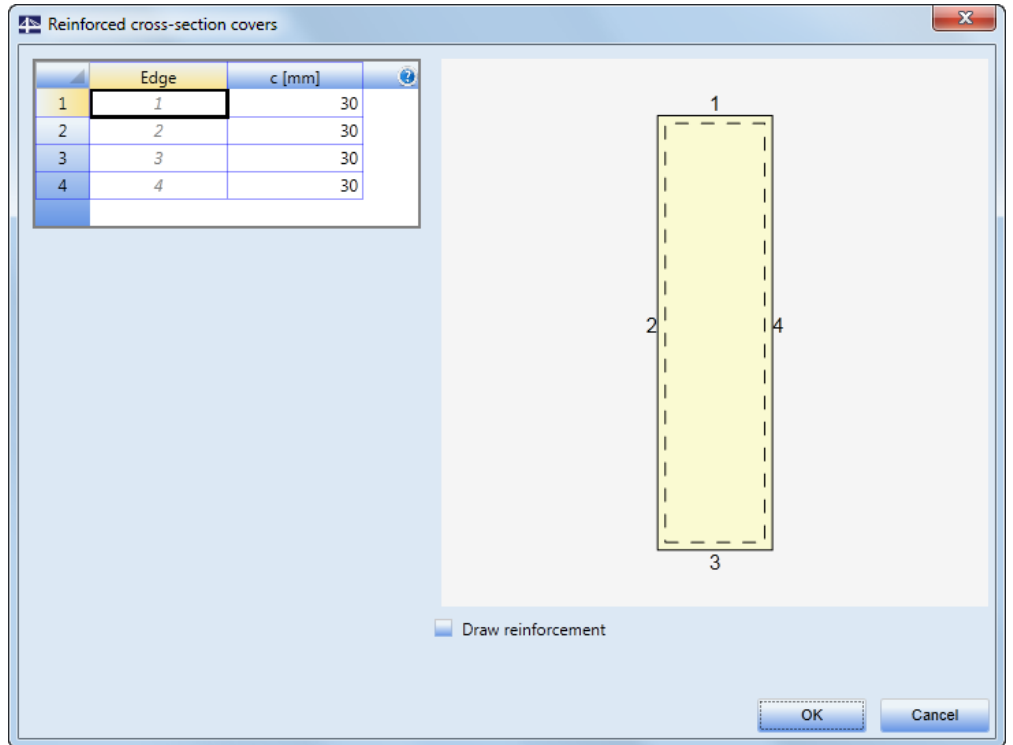 Reinforced cross-section covers
Edge c [mm]
1 1 30
2 2 30
3 3 30
4 4 30
1
2 4
3
Draw reinforcement
OK Cancel